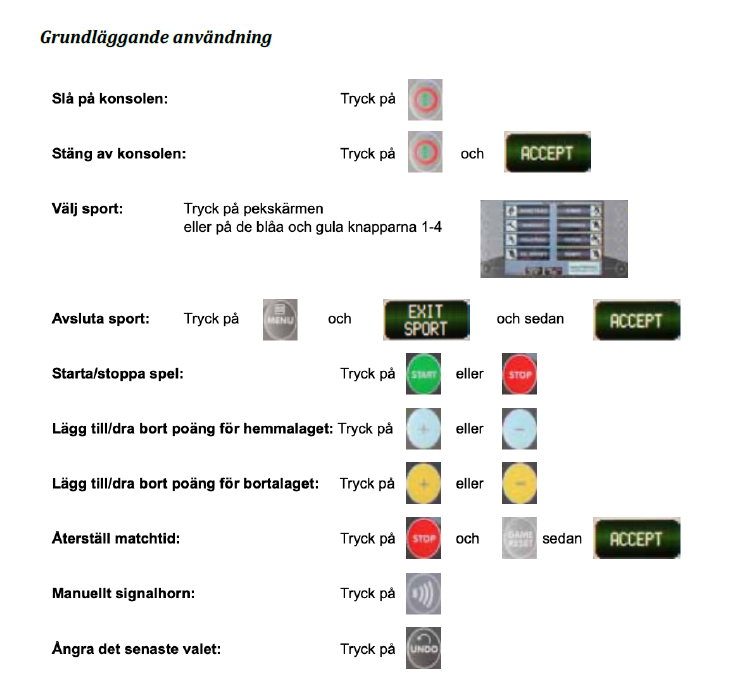 Grundläggande användning
Slå på konsolen: Tryck på
Stäng av konsolen: Tryck på och ACCEPT
Välj sport: Tryck på pekskärmen
eller på de blåa och gula knapparna 1-4
Avsluta sport: Tryck på MENU och EXIT SPORT och sedan ACCEPT
Starta/stoppa spel: Tryck på START eller STOP
Lägg till/dra bort poäng för hemmalaget: Tryck på + eller -
Lägg till/dra bort poäng för bortalaget: Tryck på + eller -
Återställ matchtid: Tryck på STOP och GAME RESET sedan ACCEPT
Manuellt signalhorn: Tryck på
Ångra det senaste valet: Tryck på UNDO